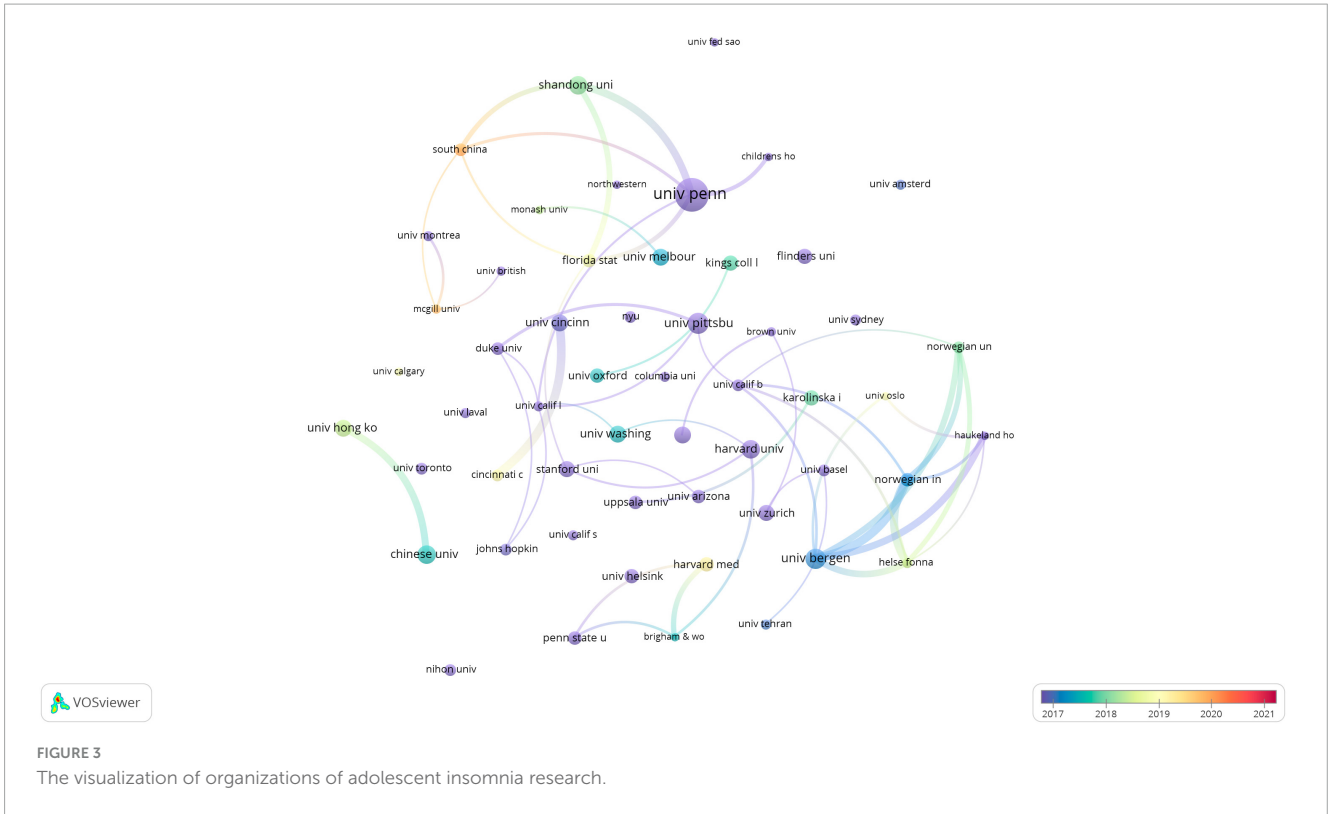 univ fed sao
shandong uni
south china
childrens ho
northwestern
univ penn
univ amsterd
monash univ
univ montrea
florida stat
univ melbour
kings coll l
flinders uni
univ british
mcgill univ
univ cincinn
nyu
univ pittsbu
univ sydney
brown univ
duke univ
norwegian un
univ calgary
univ oxford
columbia uni
univ calif b
karolinska i
univ oslo
univ laval
univ calif l
univ hong ko
univ washing
haukeland ho
harvard univ
univ toronto
cincinnati c
stanford uni
univ basel
norwegian in
uppsala univ
univ arizona
univ zurich
univ calif s
chinese univ
johns hopkin
univ bergen
helse fonna
harvard med
univ helsink
univ tehran
penn state u
brigham & wo
nihon univ
VOSviewer
2017 2018 2019 2020 2021
FIGURE 3
The visualization of organizations of adolescent insomnia research.